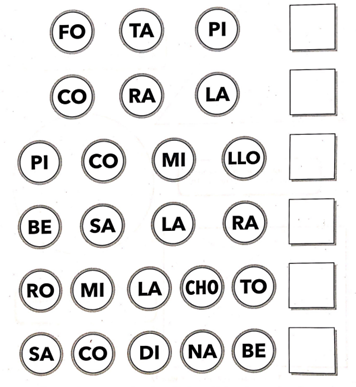 FO TA PI
CO RA LA
PI CO MI LLO
BE SA LA RA
RO MI LA CHO TO
SA CO DI NA BE